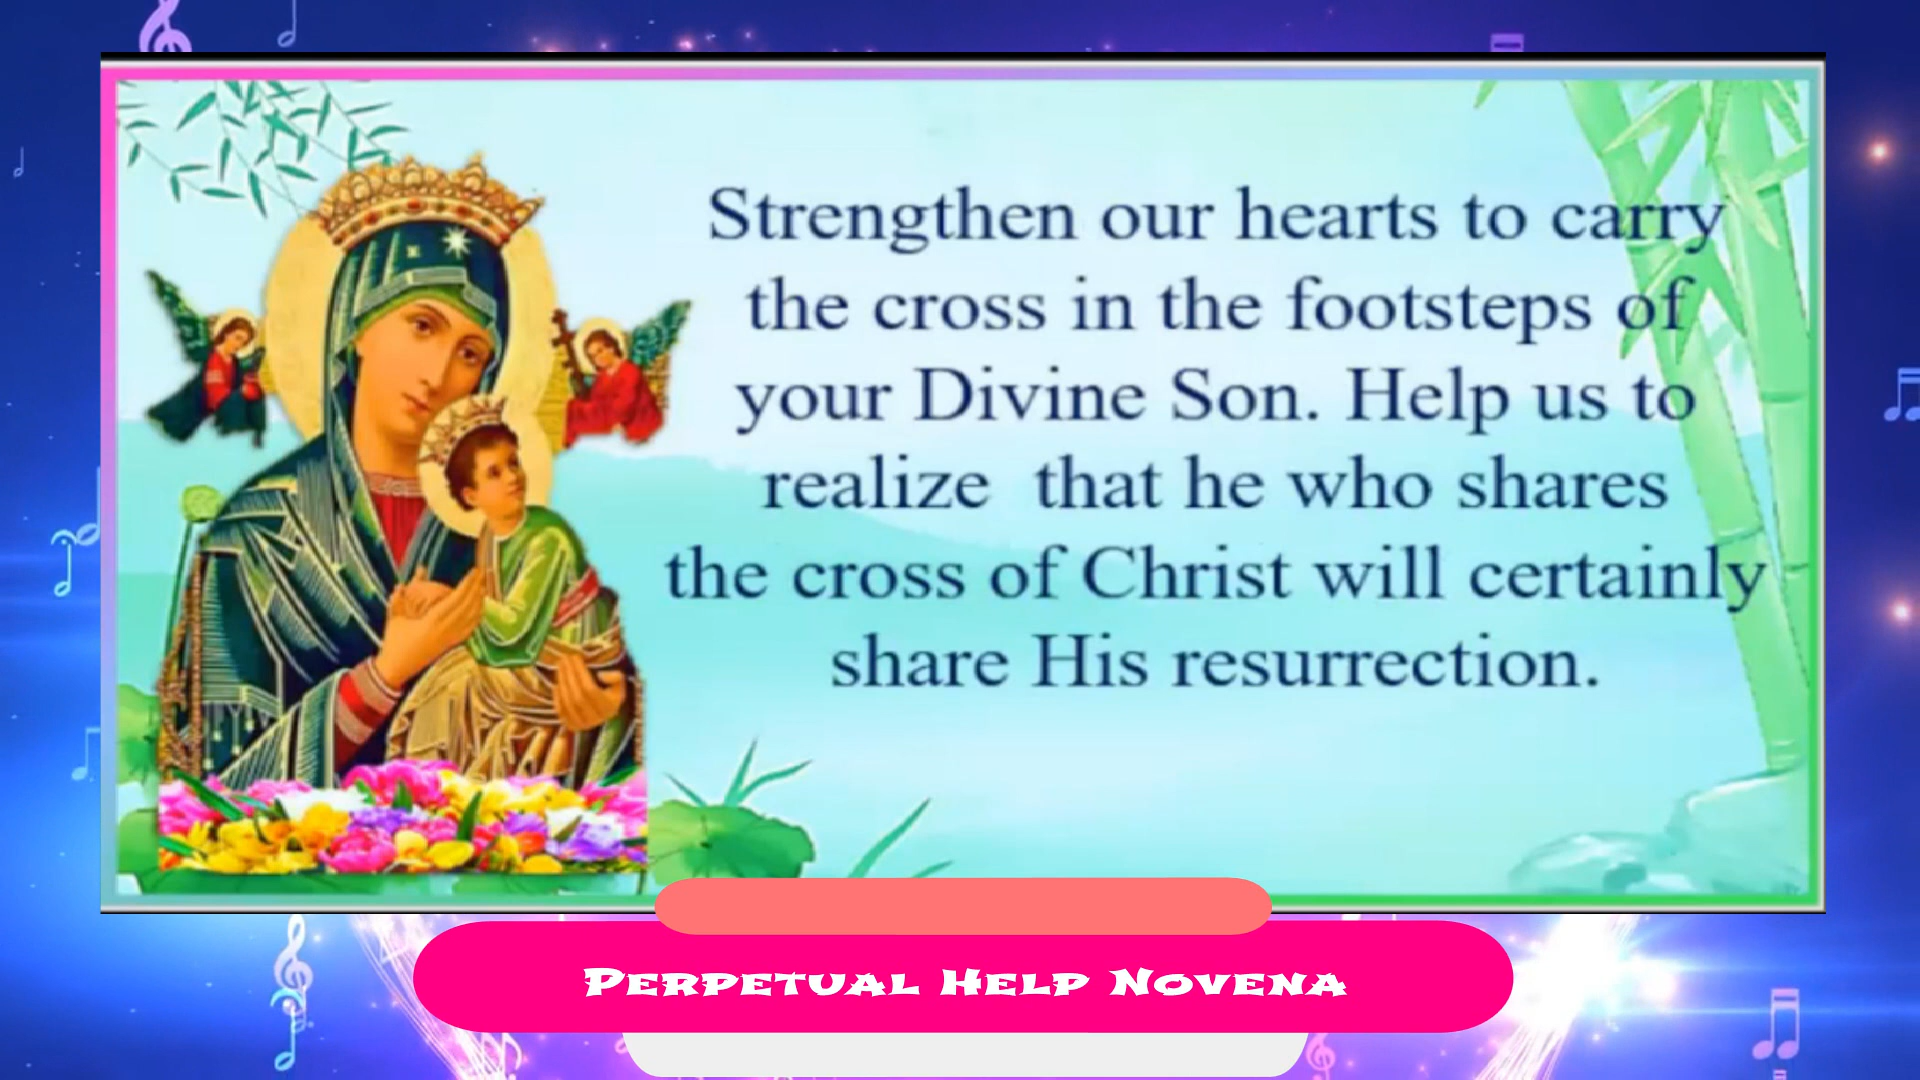 Strengthen our hearts to carry
the cross in the footsteps of
your Divine Son. Help us to
realize that he who shares
the cross of Christ will certainly
share His resurrection.
Perpetual Help Novena